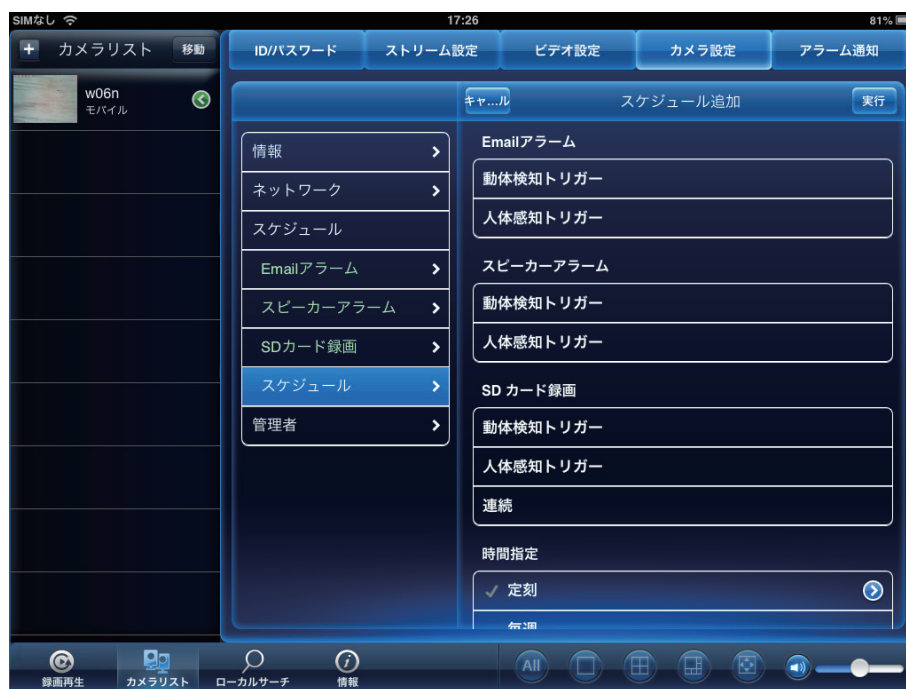 SIMなし
17:26
81%
カメラリスト
移動
w06n
モバイル
ID/パスワード
ストリーム設定
ビデオ設定
カメラ設定
アラーム通知
キャ...ル
スケジュール追加
実行
情報
ネットワーク
スケジュール
Emailアラーム
スピーカーアラーム
SDカード録画
スケジュール
管理者
Emailアラーム
動体検知トリガー
人体感知トリガー
スピーカーアラーム
動体検知トリガー
人体感知トリガー
SD カード録画
動体検知トリガー
人体感知トリガー
連続
時間指定
定刻
毎週
録画再生
カメラリスト
ローカルサーチ
情報
All